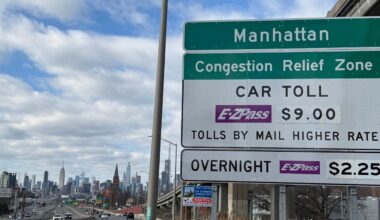 Manhattan
Congestion Relief Zone
CAR TOLL
E-ZPass $9.00
TOLLS BY MAIL HIGHER RATE
OVERNIGHT E-ZPass $2.25